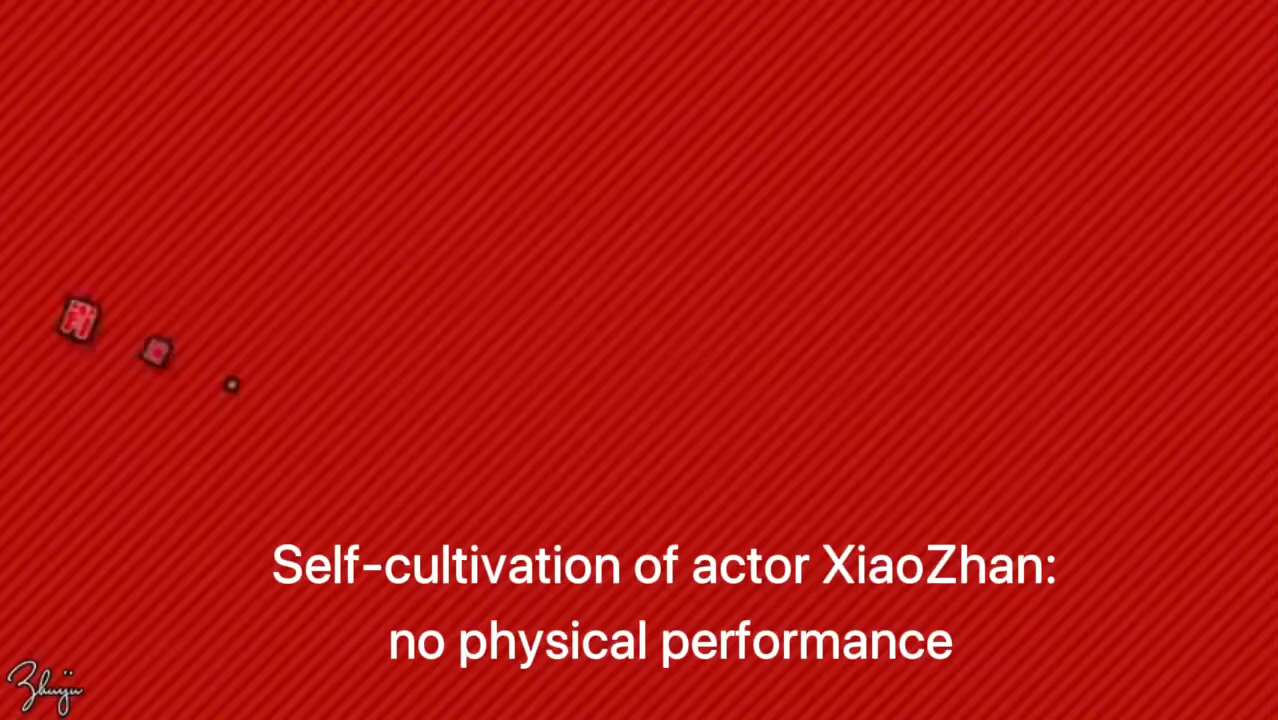 Self-cultivation of actor XiaoZhan:
no physical performance